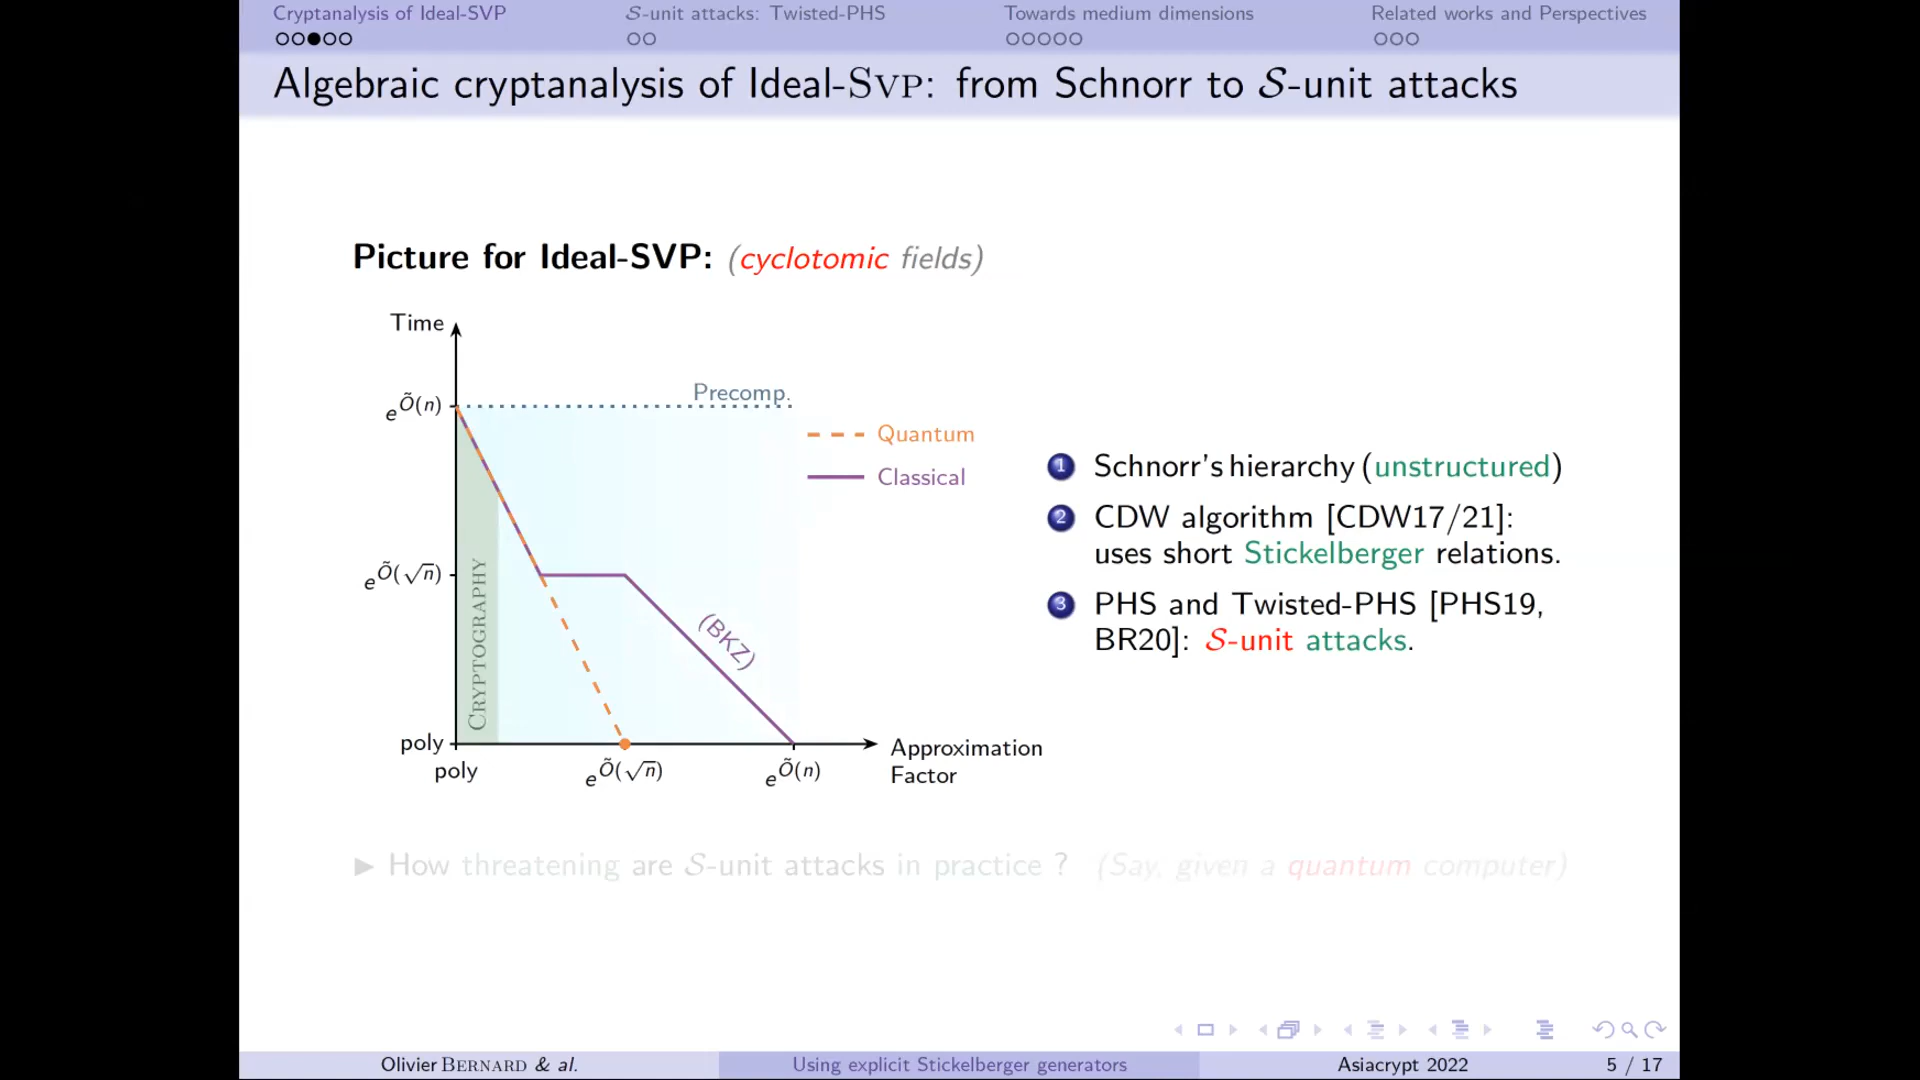 Cryptanalysis of Ideal-SVP
S-unit attacks: Twisted-PHS
Towards medium dimensions
Related works and Perspectives
Algebraic cryptanalysis of Ideal-SVP: from Schnorr to S-unit attacks
Picture for Ideal-SVP: (cyclotomic fields)
Time
e^Õ(n)
Precomp.
Quantum
Classical
e^Õ(√n)
CRYPTOGRAPHY
(BKZ)
poly
poly
e^Õ(√n)
e^Õ(n)
Approximation
Factor
1 Schnorr's hierarchy (unstructured)
2 CDW algorithm [CDW17/21]:
uses short Stickelberger relations.
3 PHS and Twisted-PHS [PHS19,
BR20]: S-unit attacks.
▶ How threatening are S-unit attacks in practice ? (Say, given a quantum computer)
Olivier BERNARD & al.
Using explicit Stickelberger generators
Asiacrypt 2022
5 / 17